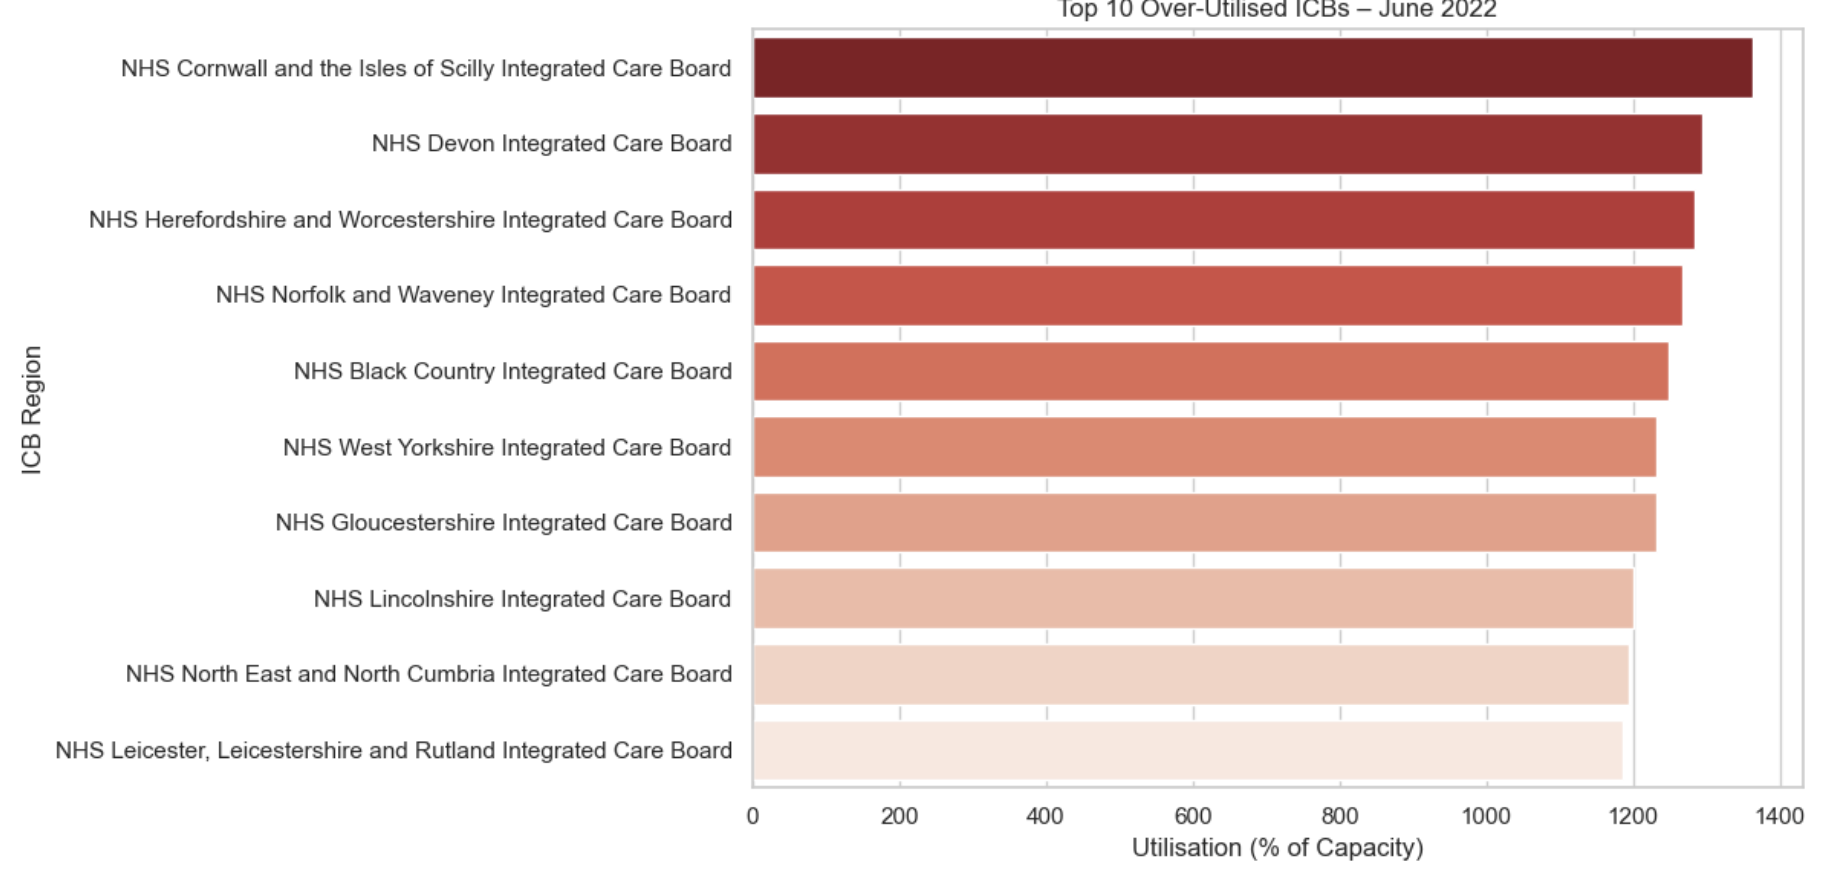 Top 10 Over-Utilised ICBs – June 2022
NHS Cornwall and the Isles of Scilly Integrated Care Board
NHS Devon Integrated Care Board
NHS Herefordshire and Worcestershire Integrated Care Board
NHS Norfolk and Waveney Integrated Care Board
NHS Black Country Integrated Care Board
NHS West Yorkshire Integrated Care Board
NHS Gloucestershire Integrated Care Board
NHS Lincolnshire Integrated Care Board
NHS North East and North Cumbria Integrated Care Board
NHS Leicester, Leicestershire and Rutland Integrated Care Board
ICB Region
0 200 400 600 800 1000 1200 1400
Utilisation (% of Capacity)